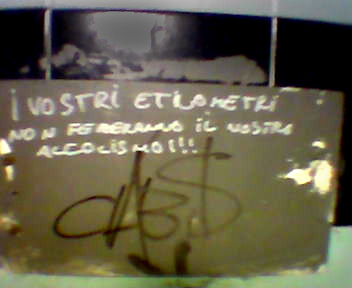 i VOSTRi ETiLOMETRi
NON FERMERANNO iL NOSTRO
ALCOLiSMO!!!